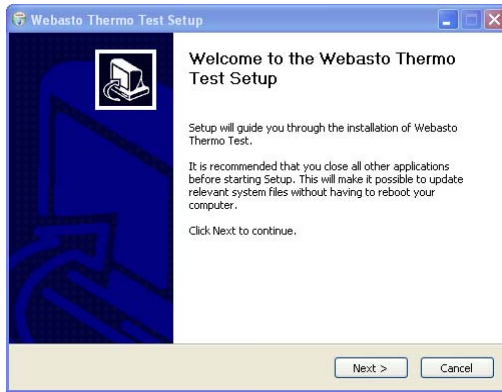 Webasto Thermo Test Setup
Welcome to the Webasto Thermo
Test Setup
Setup will guide you through the installation of Webasto
Thermo Test.
It is recommended that you close all other applications
before starting Setup. This will make it possible to update
relevant system files without having to reboot your
computer.
Click Next to continue.
Next >
Cancel